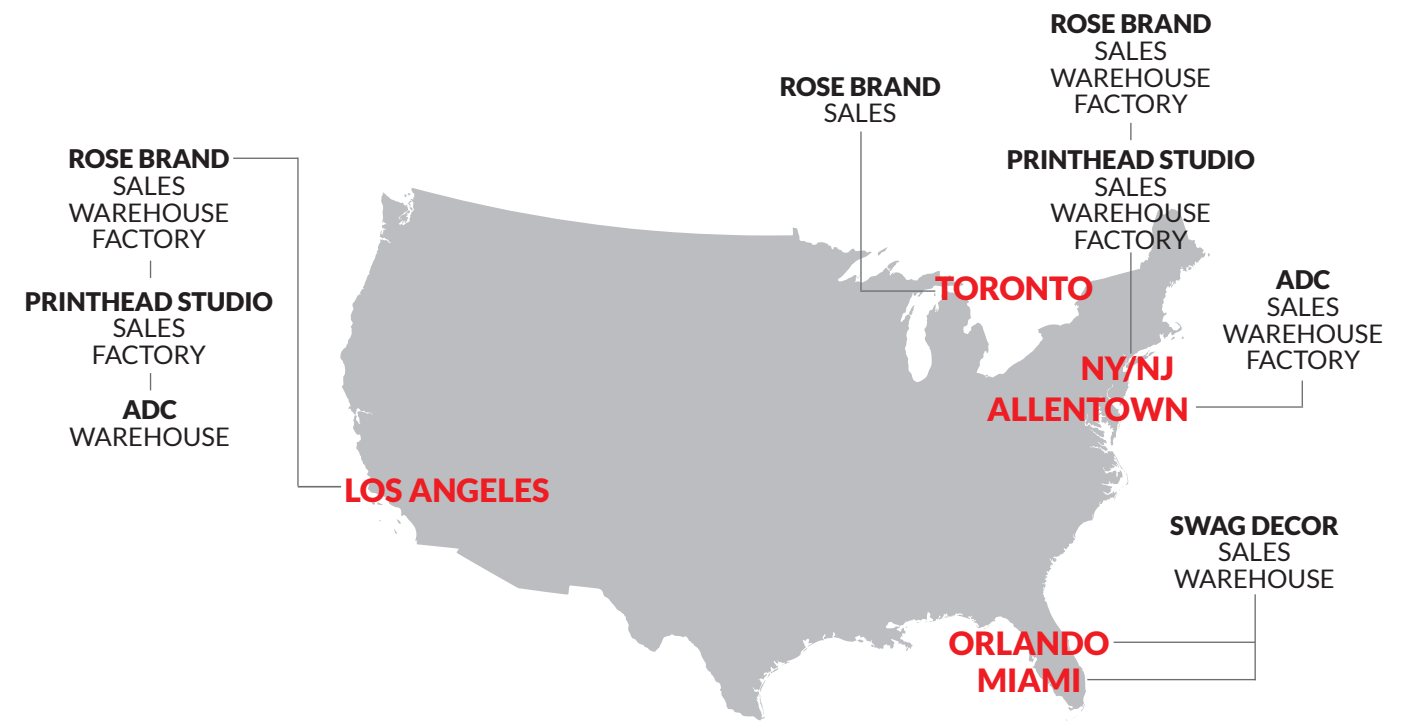 ROSE BRAND
SALES
WAREHOUSE
FACTORY
PRINTHEAD STUDIO
SALES
FACTORY
ADC
WAREHOUSE
LOS ANGELES
ROSE BRAND
SALES
TORONTO
ROSE BRAND
SALES
WAREHOUSE
FACTORY
PRINTHEAD STUDIO
SALES
WAREHOUSE
FACTORY
NY/NJ
ALLENTOWN
ADC
SALES
WAREHOUSE
FACTORY
SWAG DECOR
SALES
WAREHOUSE
ORLANDO
MIAMI